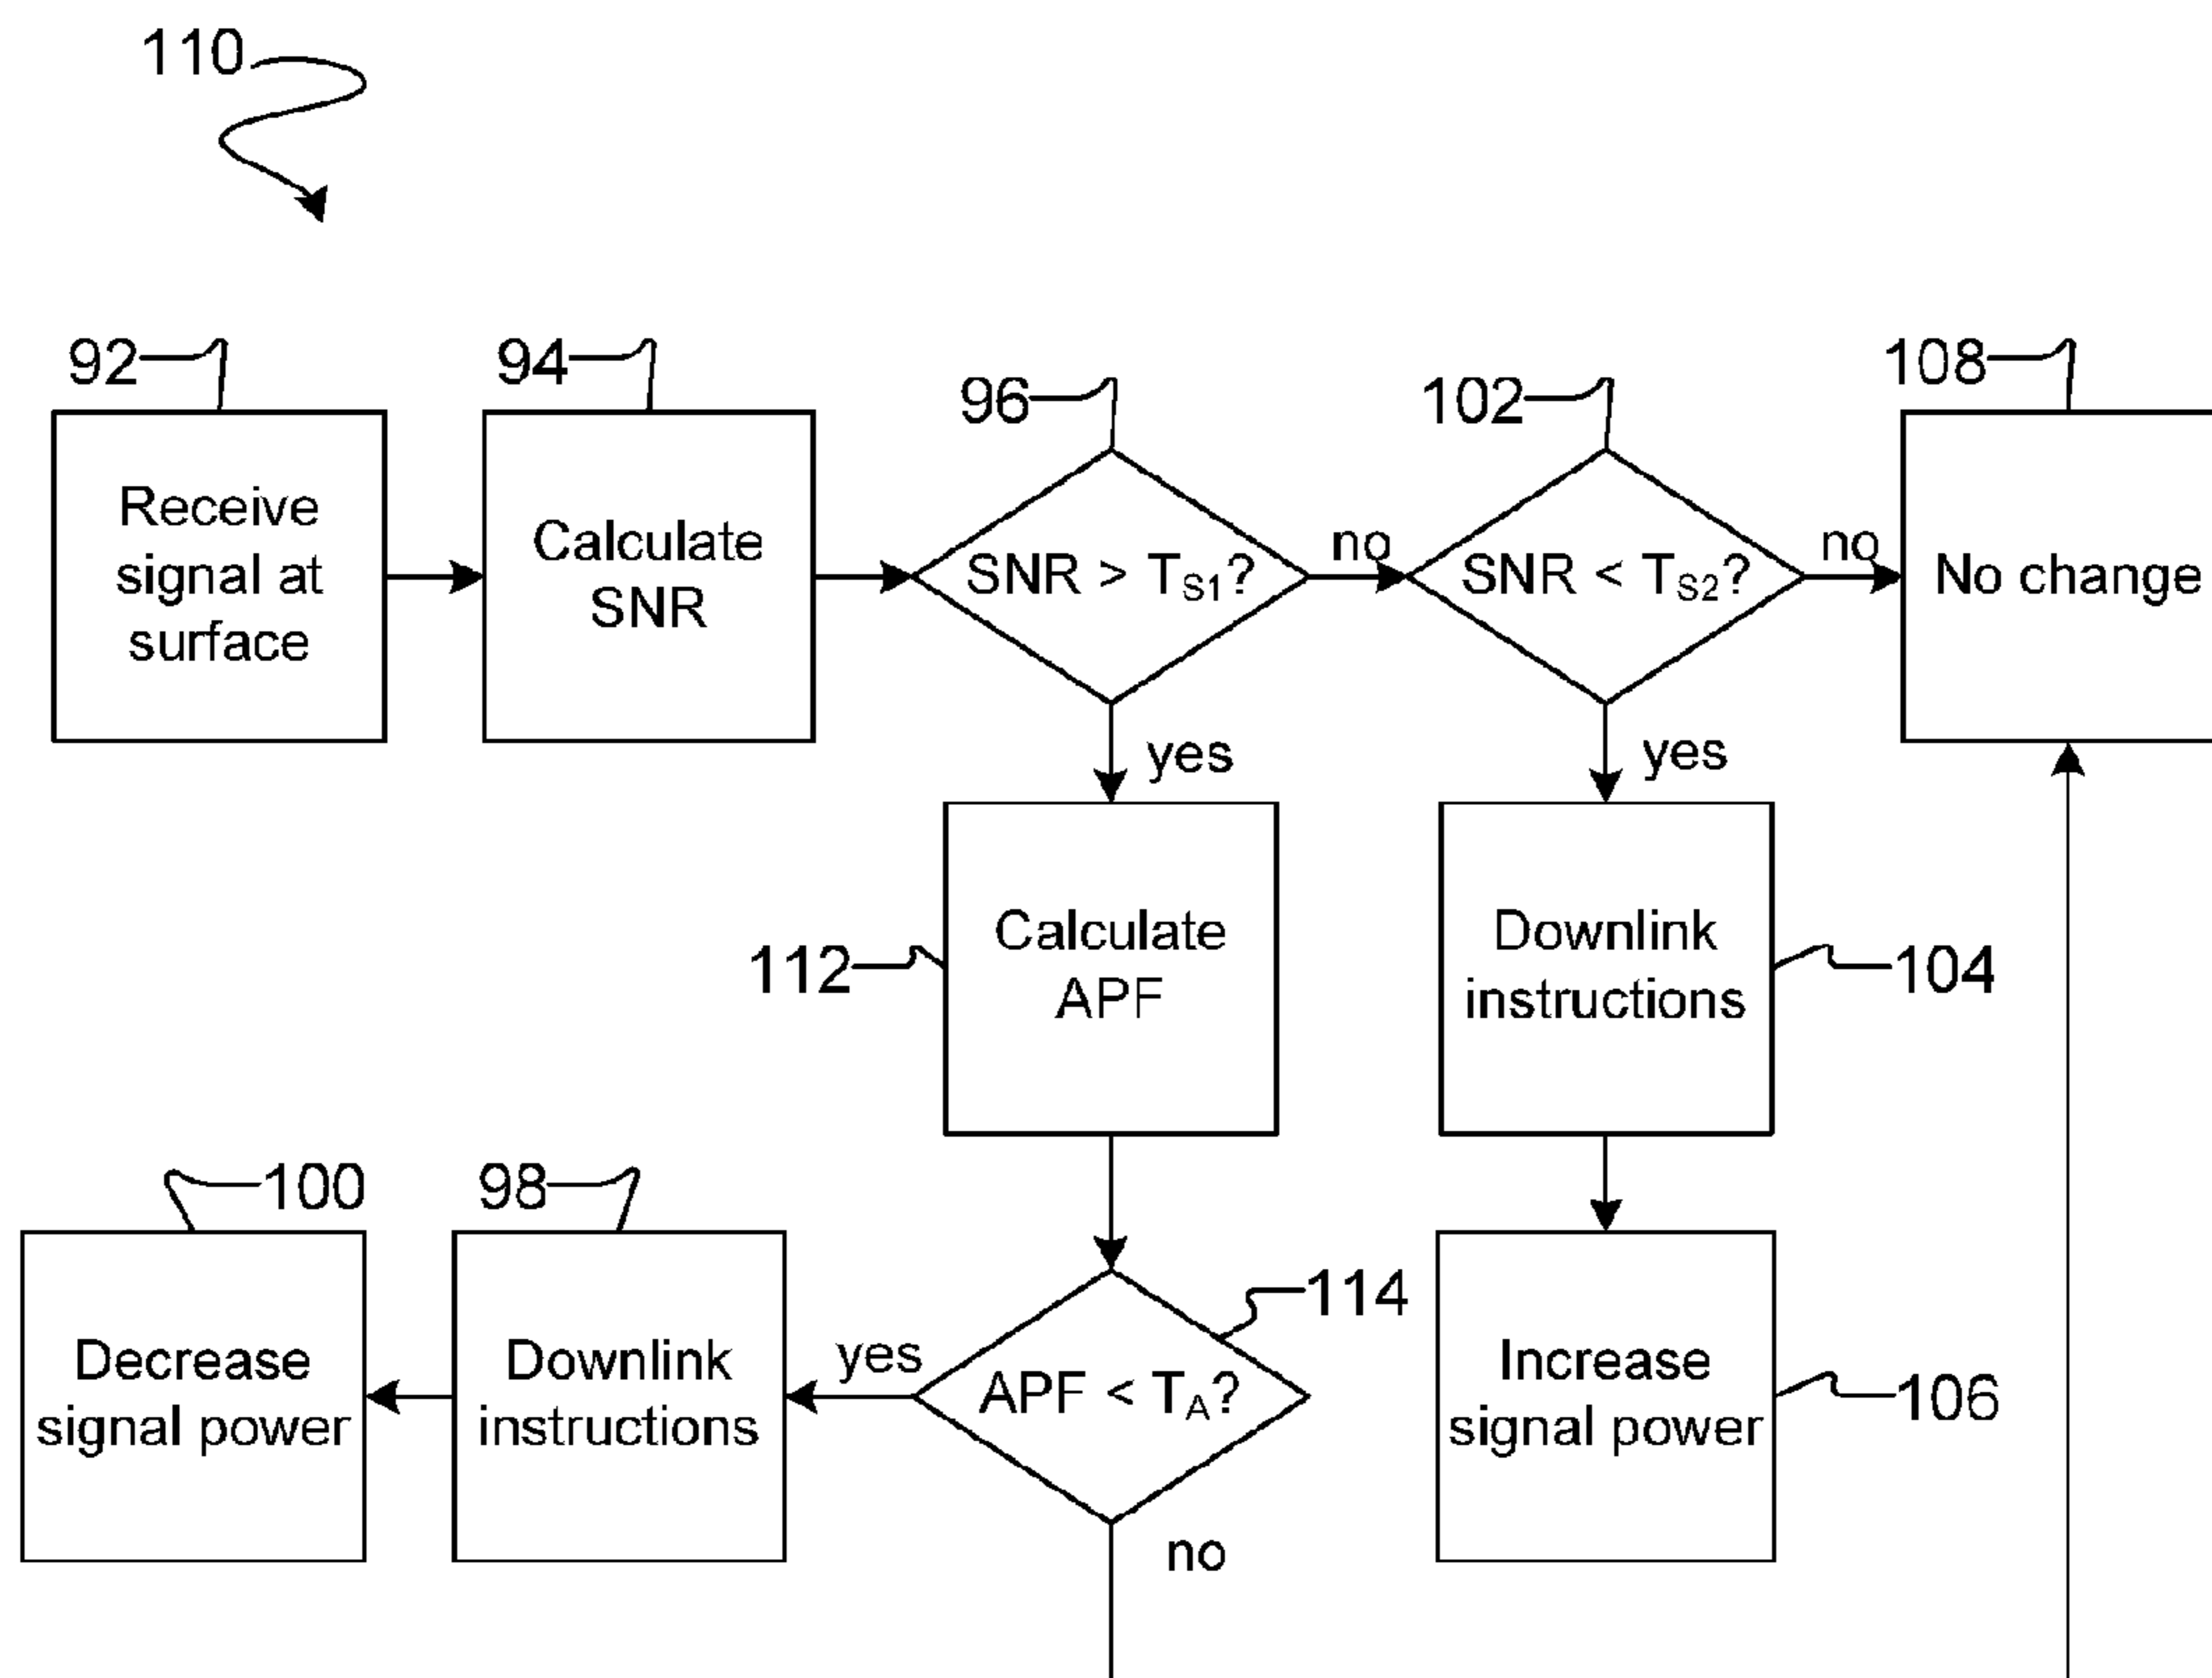 110
92
94
96
102
108
Receive
signal at
surface
Calculate
SNR
SNR > TS1?
no
SNR < TS2?
no
No change
yes
yes
112
Calculate
APF
Downlink
instructions
104
100
98
114
Decrease
signal power
Downlink
instructions
yes
APF < TA?
Increase
signal power
106
no